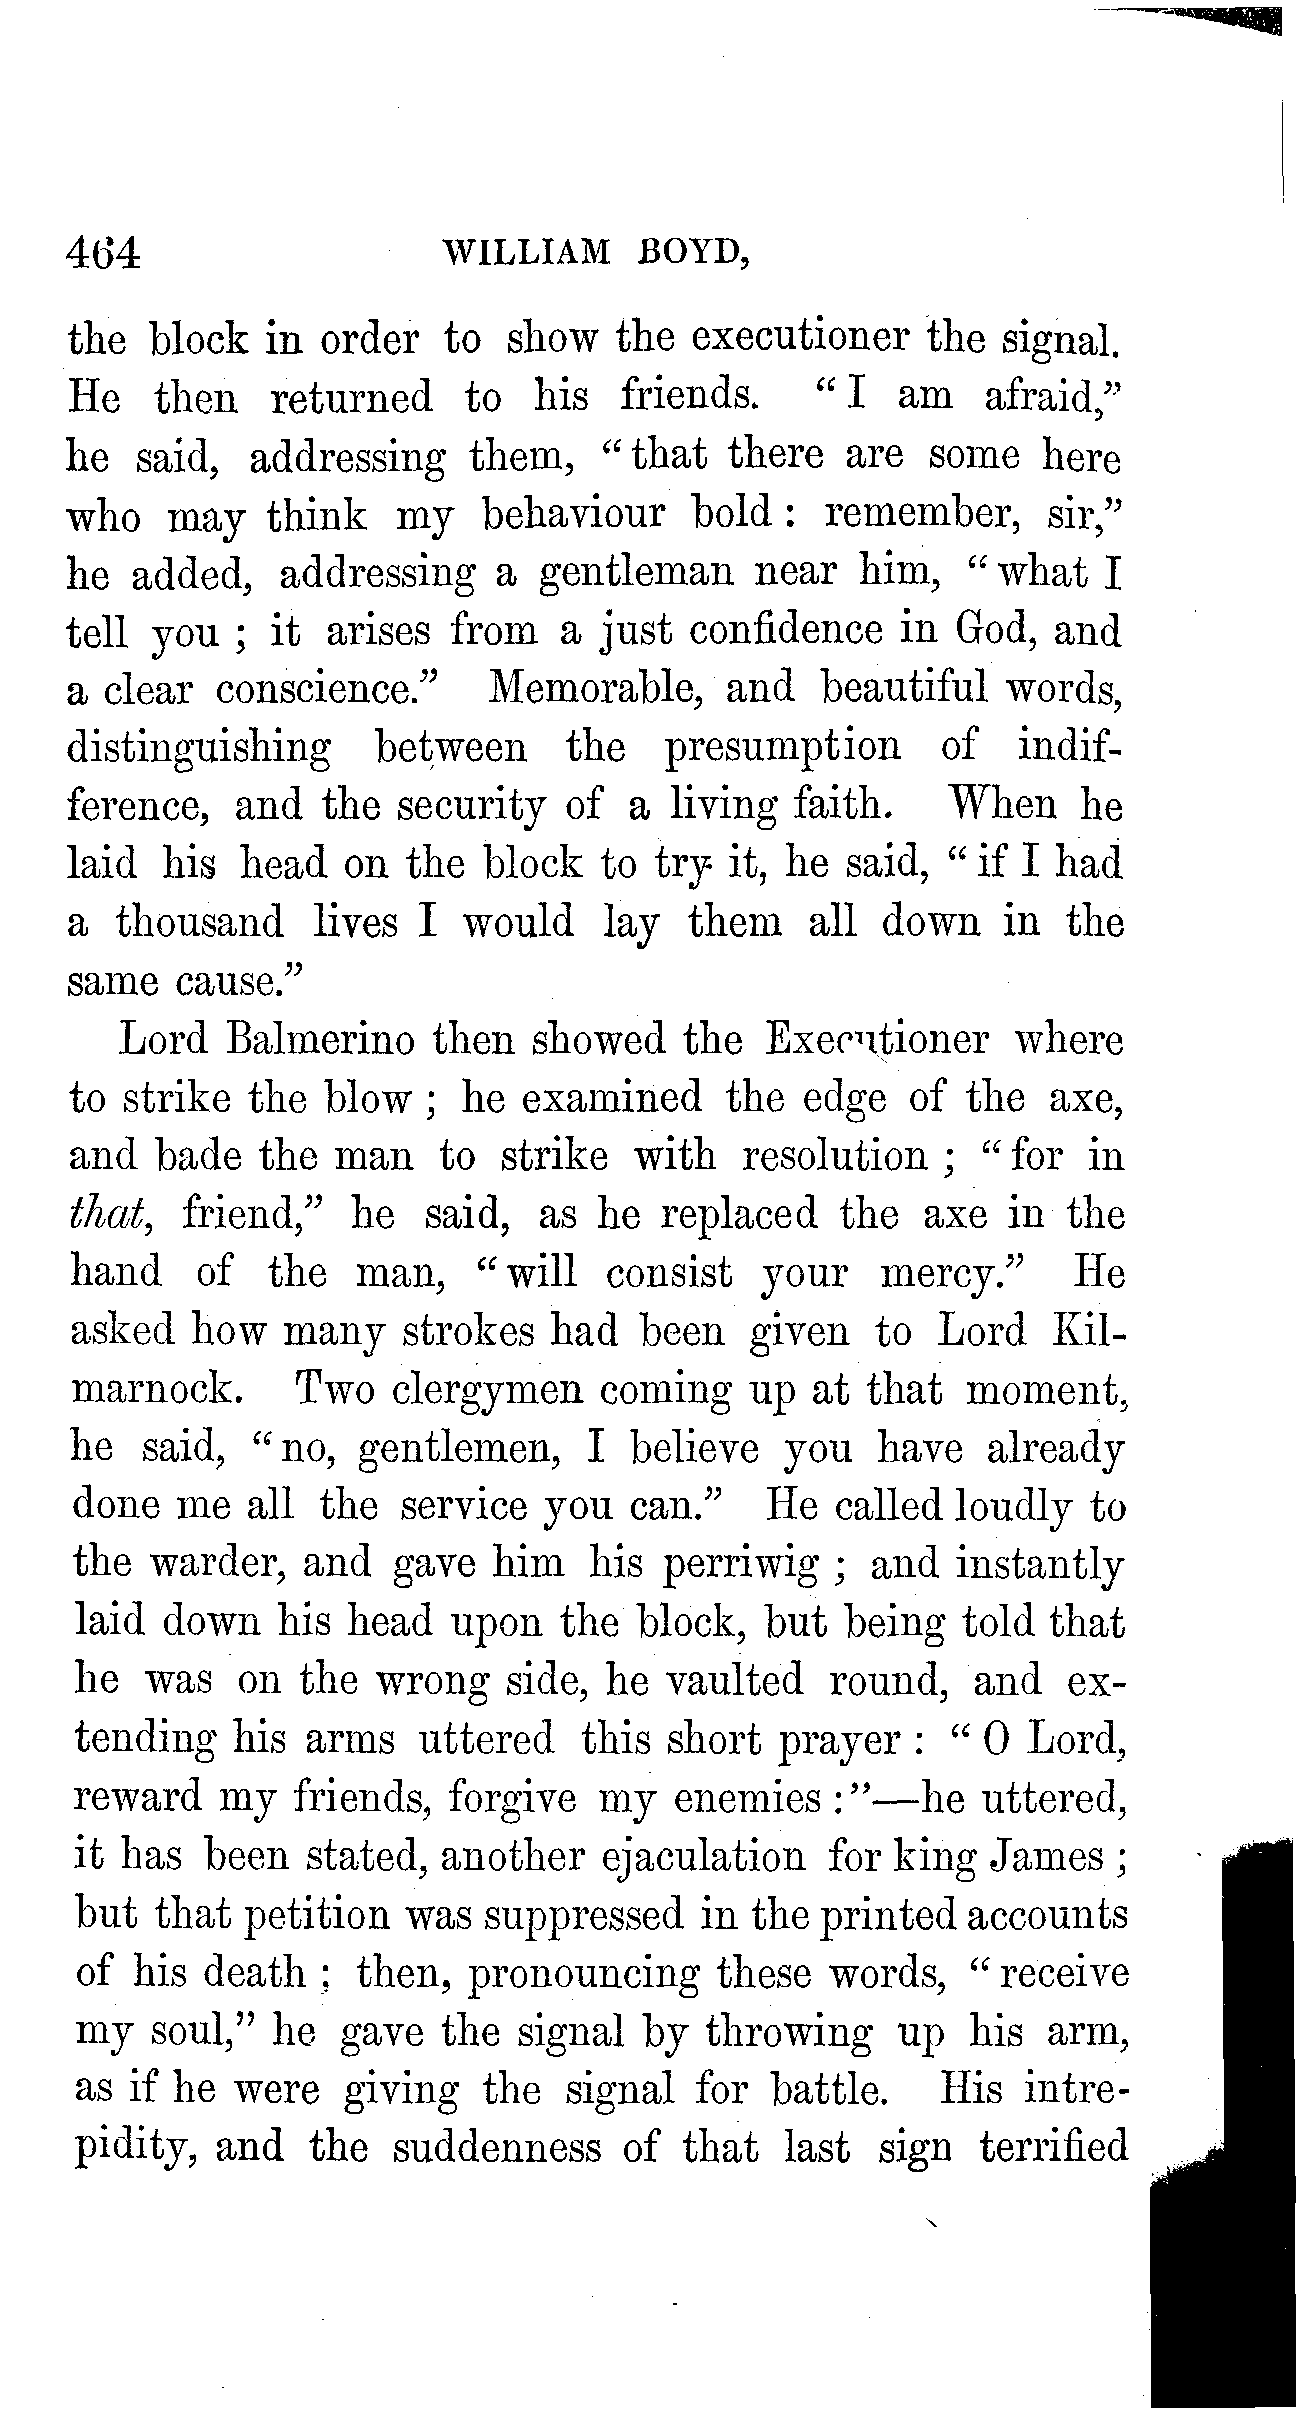 464 WILLIAM BOYD,
the block in order to show the executioner the signal.
He then returned to his friends. “I am afraid,”
he said, addressing them, “that there are some here
who may think my behaviour bold : remember, sir,”
he added, addressing a gentleman near him, “what I
tell you ; it arises from a just confidence in God, and
a clear conscience.” Memorable, and beautiful words,
distinguishing between the presumption of indif-
ference, and the security of a living faith. When he
laid his head on the block to try it, he said, “if I had
a thousand lives I would lay them all down in the
same cause.”
Lord Balmerino then showed the Executioner where
to strike the blow ; he examined the edge of the axe,
and bade the man to strike with resolution ; “for in
that, friend,” he said, as he replaced the axe in the
hand of the man, “will consist your mercy.” He
asked how many strokes had been given to Lord Kil-
marnock. Two clergymen coming up at that moment,
he said, “no, gentlemen, I believe you have already
done me all the service you can.” He called loudly to
the warder, and gave him his perriwig ; and instantly
laid down his head upon the block, but being told that
he was on the wrong side, he vaulted round, and ex-
tending his arms uttered this short prayer : “O Lord,
reward my friends, forgive my enemies :”—he uttered,
it has been stated, another ejaculation for king James ;
but that petition was suppressed in the printed accounts
of his death ; then, pronouncing these words, “receive
my soul,” he gave the signal by throwing up his arm,
as if he were giving the signal for battle. His intre-
pidity, and the suddenness of that last sign terrified